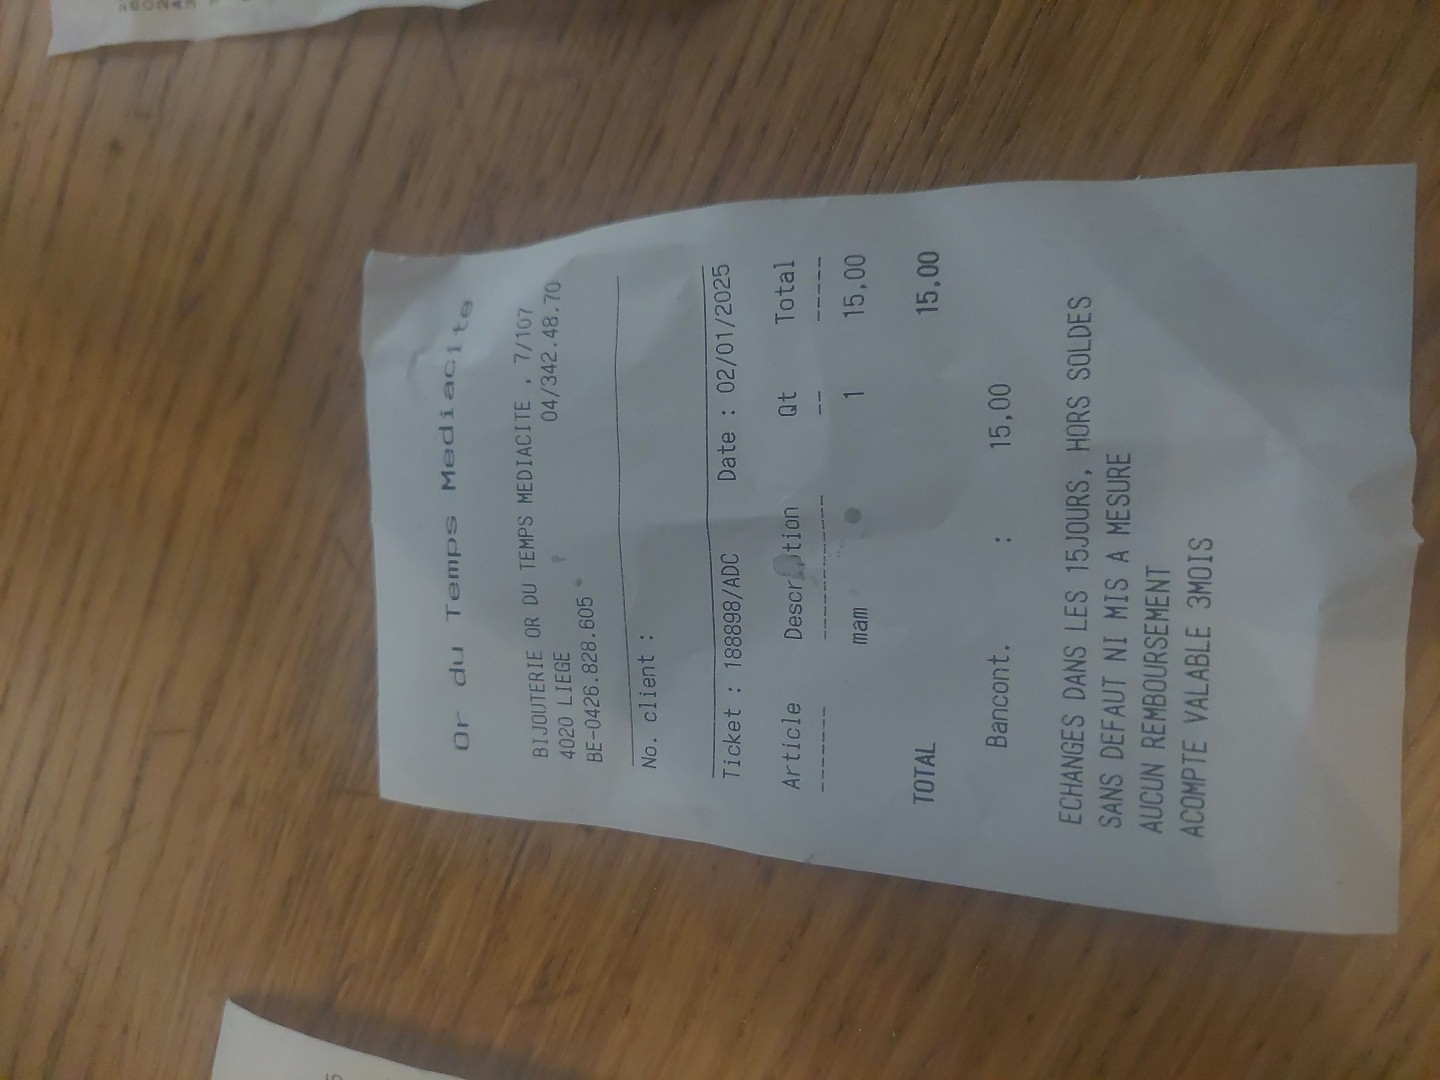 Or du Temps Mediacite
BIJOUTERIE OR DU TEMPS MEDIACITE , 7/107
4020 LIEGE 04/342.48.70
BE-0426.828.605
No. client :
Ticket : 188898/ADC Date : 02/01/2025
Article Description Qt Total
------- ----------- -- -----
mam 1 15,00
TOTAL 15,00
Bancont. : 15,00
ECHANGES DANS LES 15JOURS, HORS SOLDES
SANS DEFAUT NI MIS A MESURE
AUCUN REMBOURSEMENT
ACOMPTE VALABLE 3MOIS